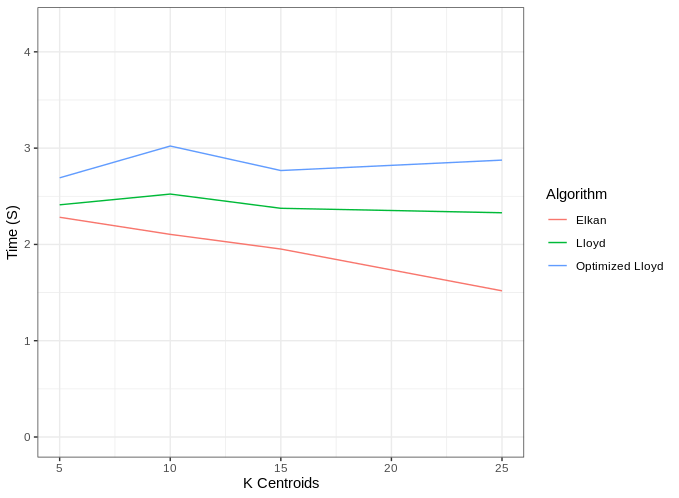 4
3
2
1
0
Time (S)
5 10 15 20 25
K Centroids
Algorithm
Elkan
Lloyd
Optimized Lloyd